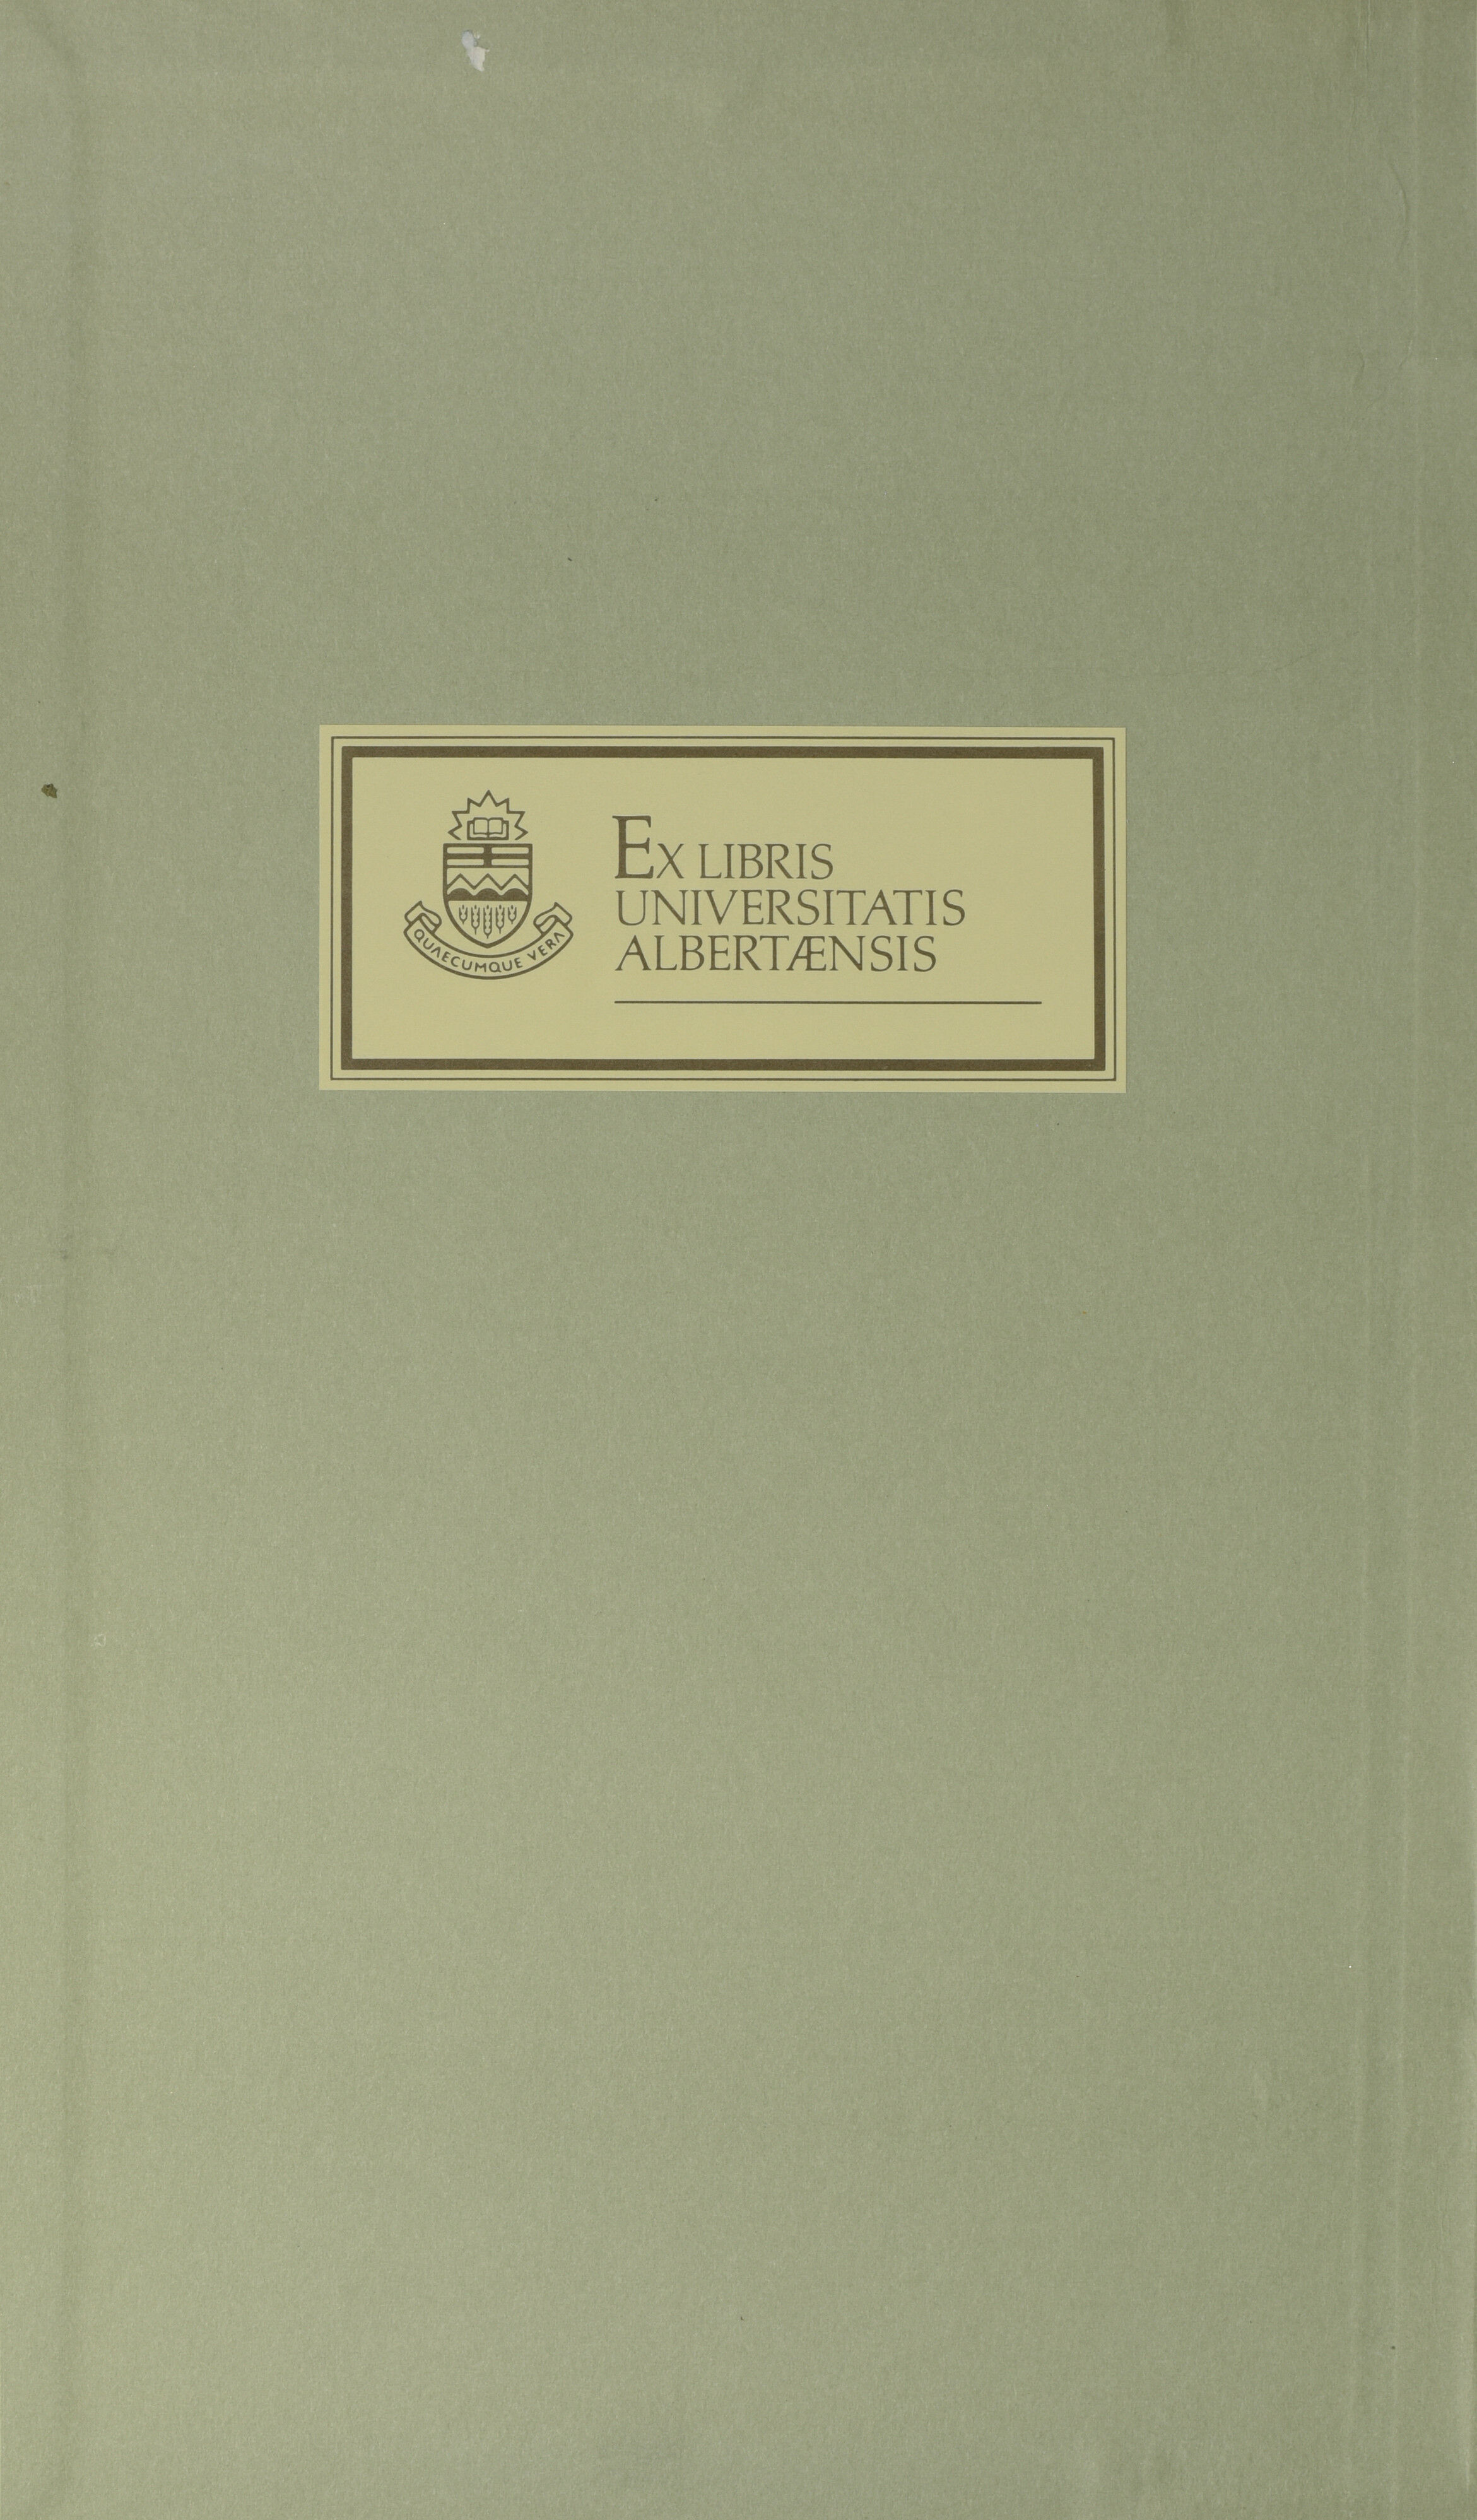 EX LIBRIS
UNIVERSITATIS
ALBERTÆNSIS
QUAECUMQUE VERA